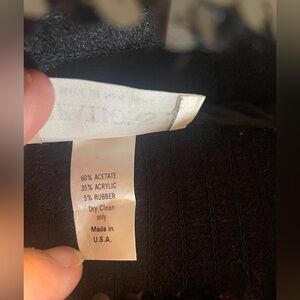 60% ACETATE
35% ACRYLIC
5% RUBBER
Dry Clean
only
Made in
U.S.A.